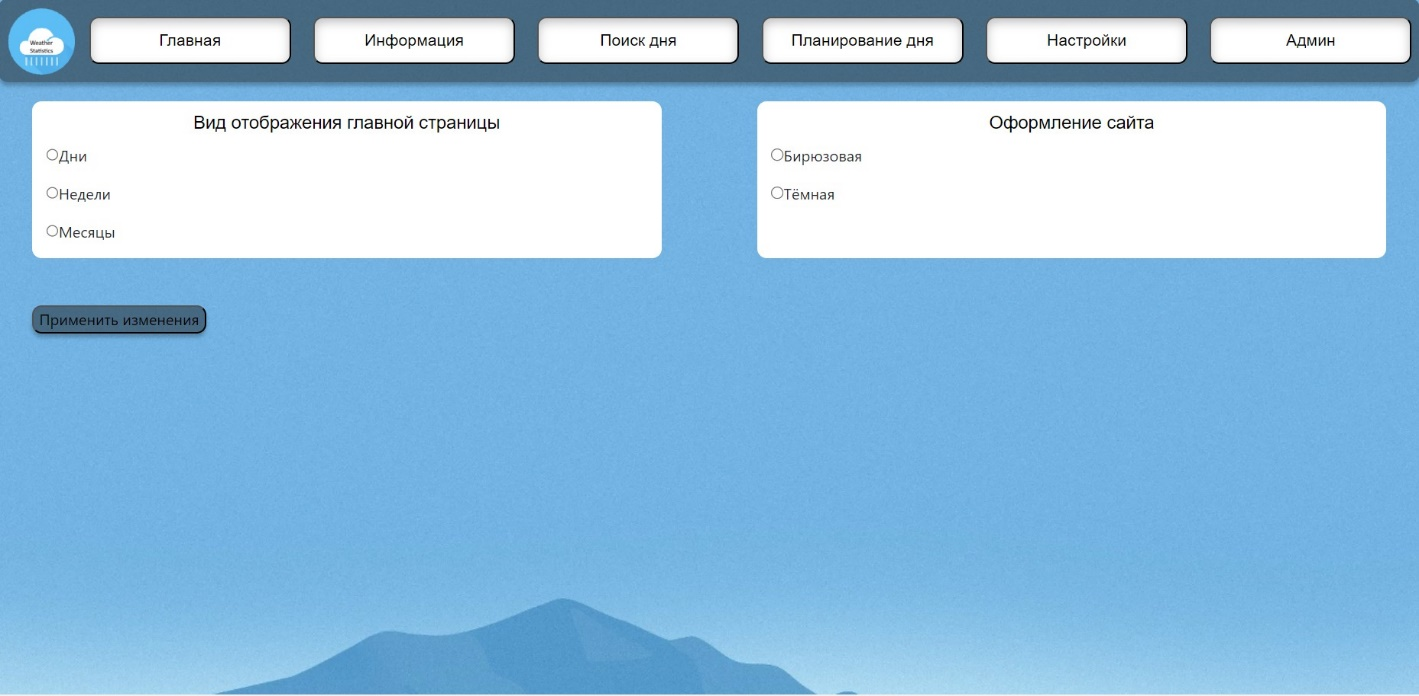 Weather
Statistics
Главная
Информация
Поиск дня
Планирование дня
Настройки
Админ
Вид отображения главной страницы
Дни
Недели
Месяцы
Оформление сайта
Бирюзовая
Тёмная
Применить изменения